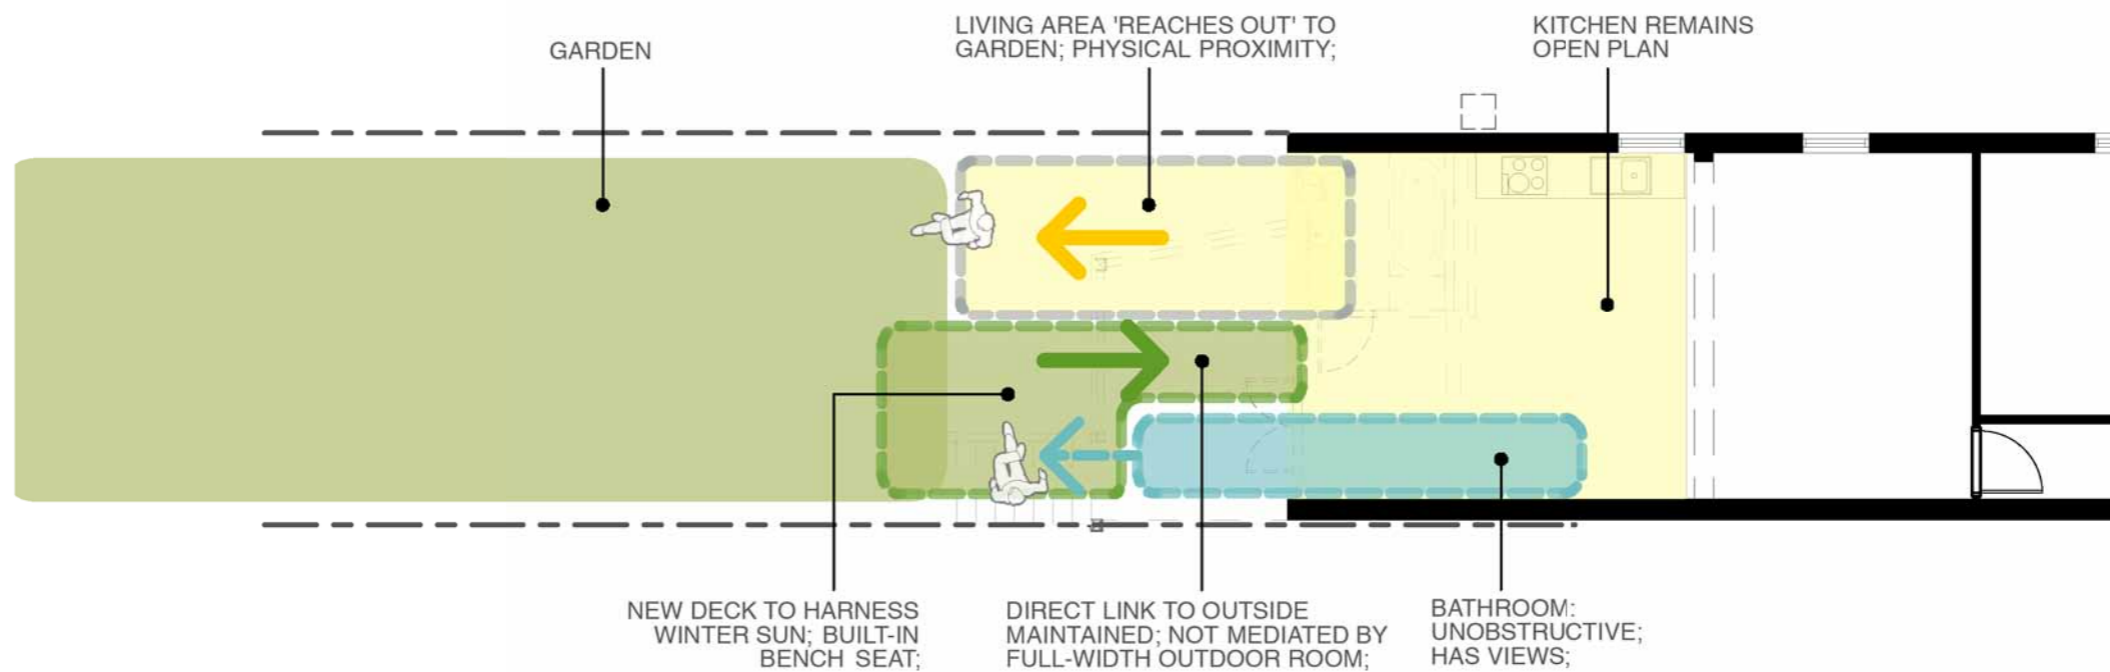 GARDEN
LIVING AREA 'REACHES OUT' TO
GARDEN; PHYSICAL PROXIMITY;
KITCHEN REMAINS
OPEN PLAN
NEW DECK TO HARNESS
WINTER SUN; BUILT-IN
BENCH SEAT;
DIRECT LINK TO OUTSIDE
MAINTAINED; NOT MEDIATED BY
FULL-WIDTH OUTDOOR ROOM;
BATHROOM:
UNOBSTRUCTIVE;
HAS VIEWS;